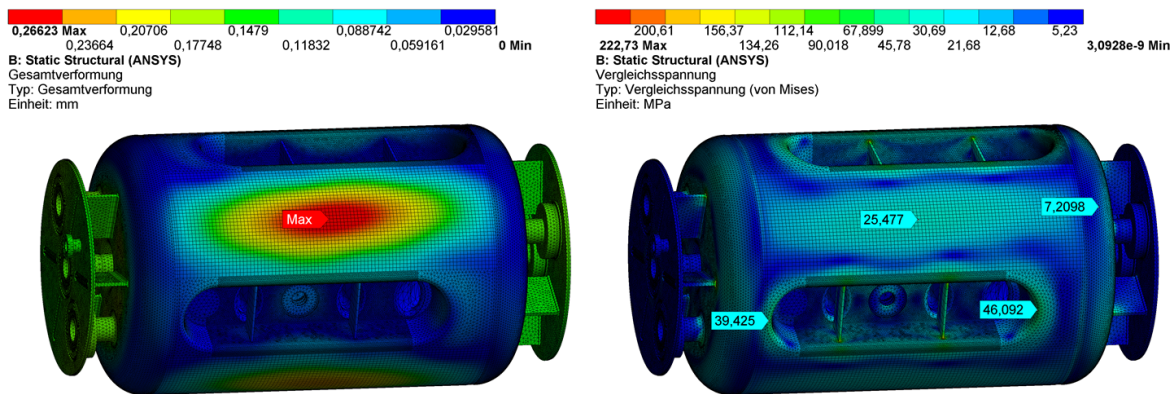 0,26623 Max 0,20706 0,1479 0,088742 0,029581
0,23664 0,17748 0,11832 0,059161 0 Min
B: Static Structural (ANSYS)
Gesamtverformung
Typ: Gesamtverformung
Einheit: mm
Max
200,61 156,37 112,14 67,899 30,69 12,68 5,23
222,73 Max 134,26 90,018 45,78 21,68 3,0928e-9 Min
B: Static Structural (ANSYS)
Vergleichsspannung
Typ: Vergleichsspannung (von Mises)
Einheit: MPa
7,2098
25,477
46,092
39,425